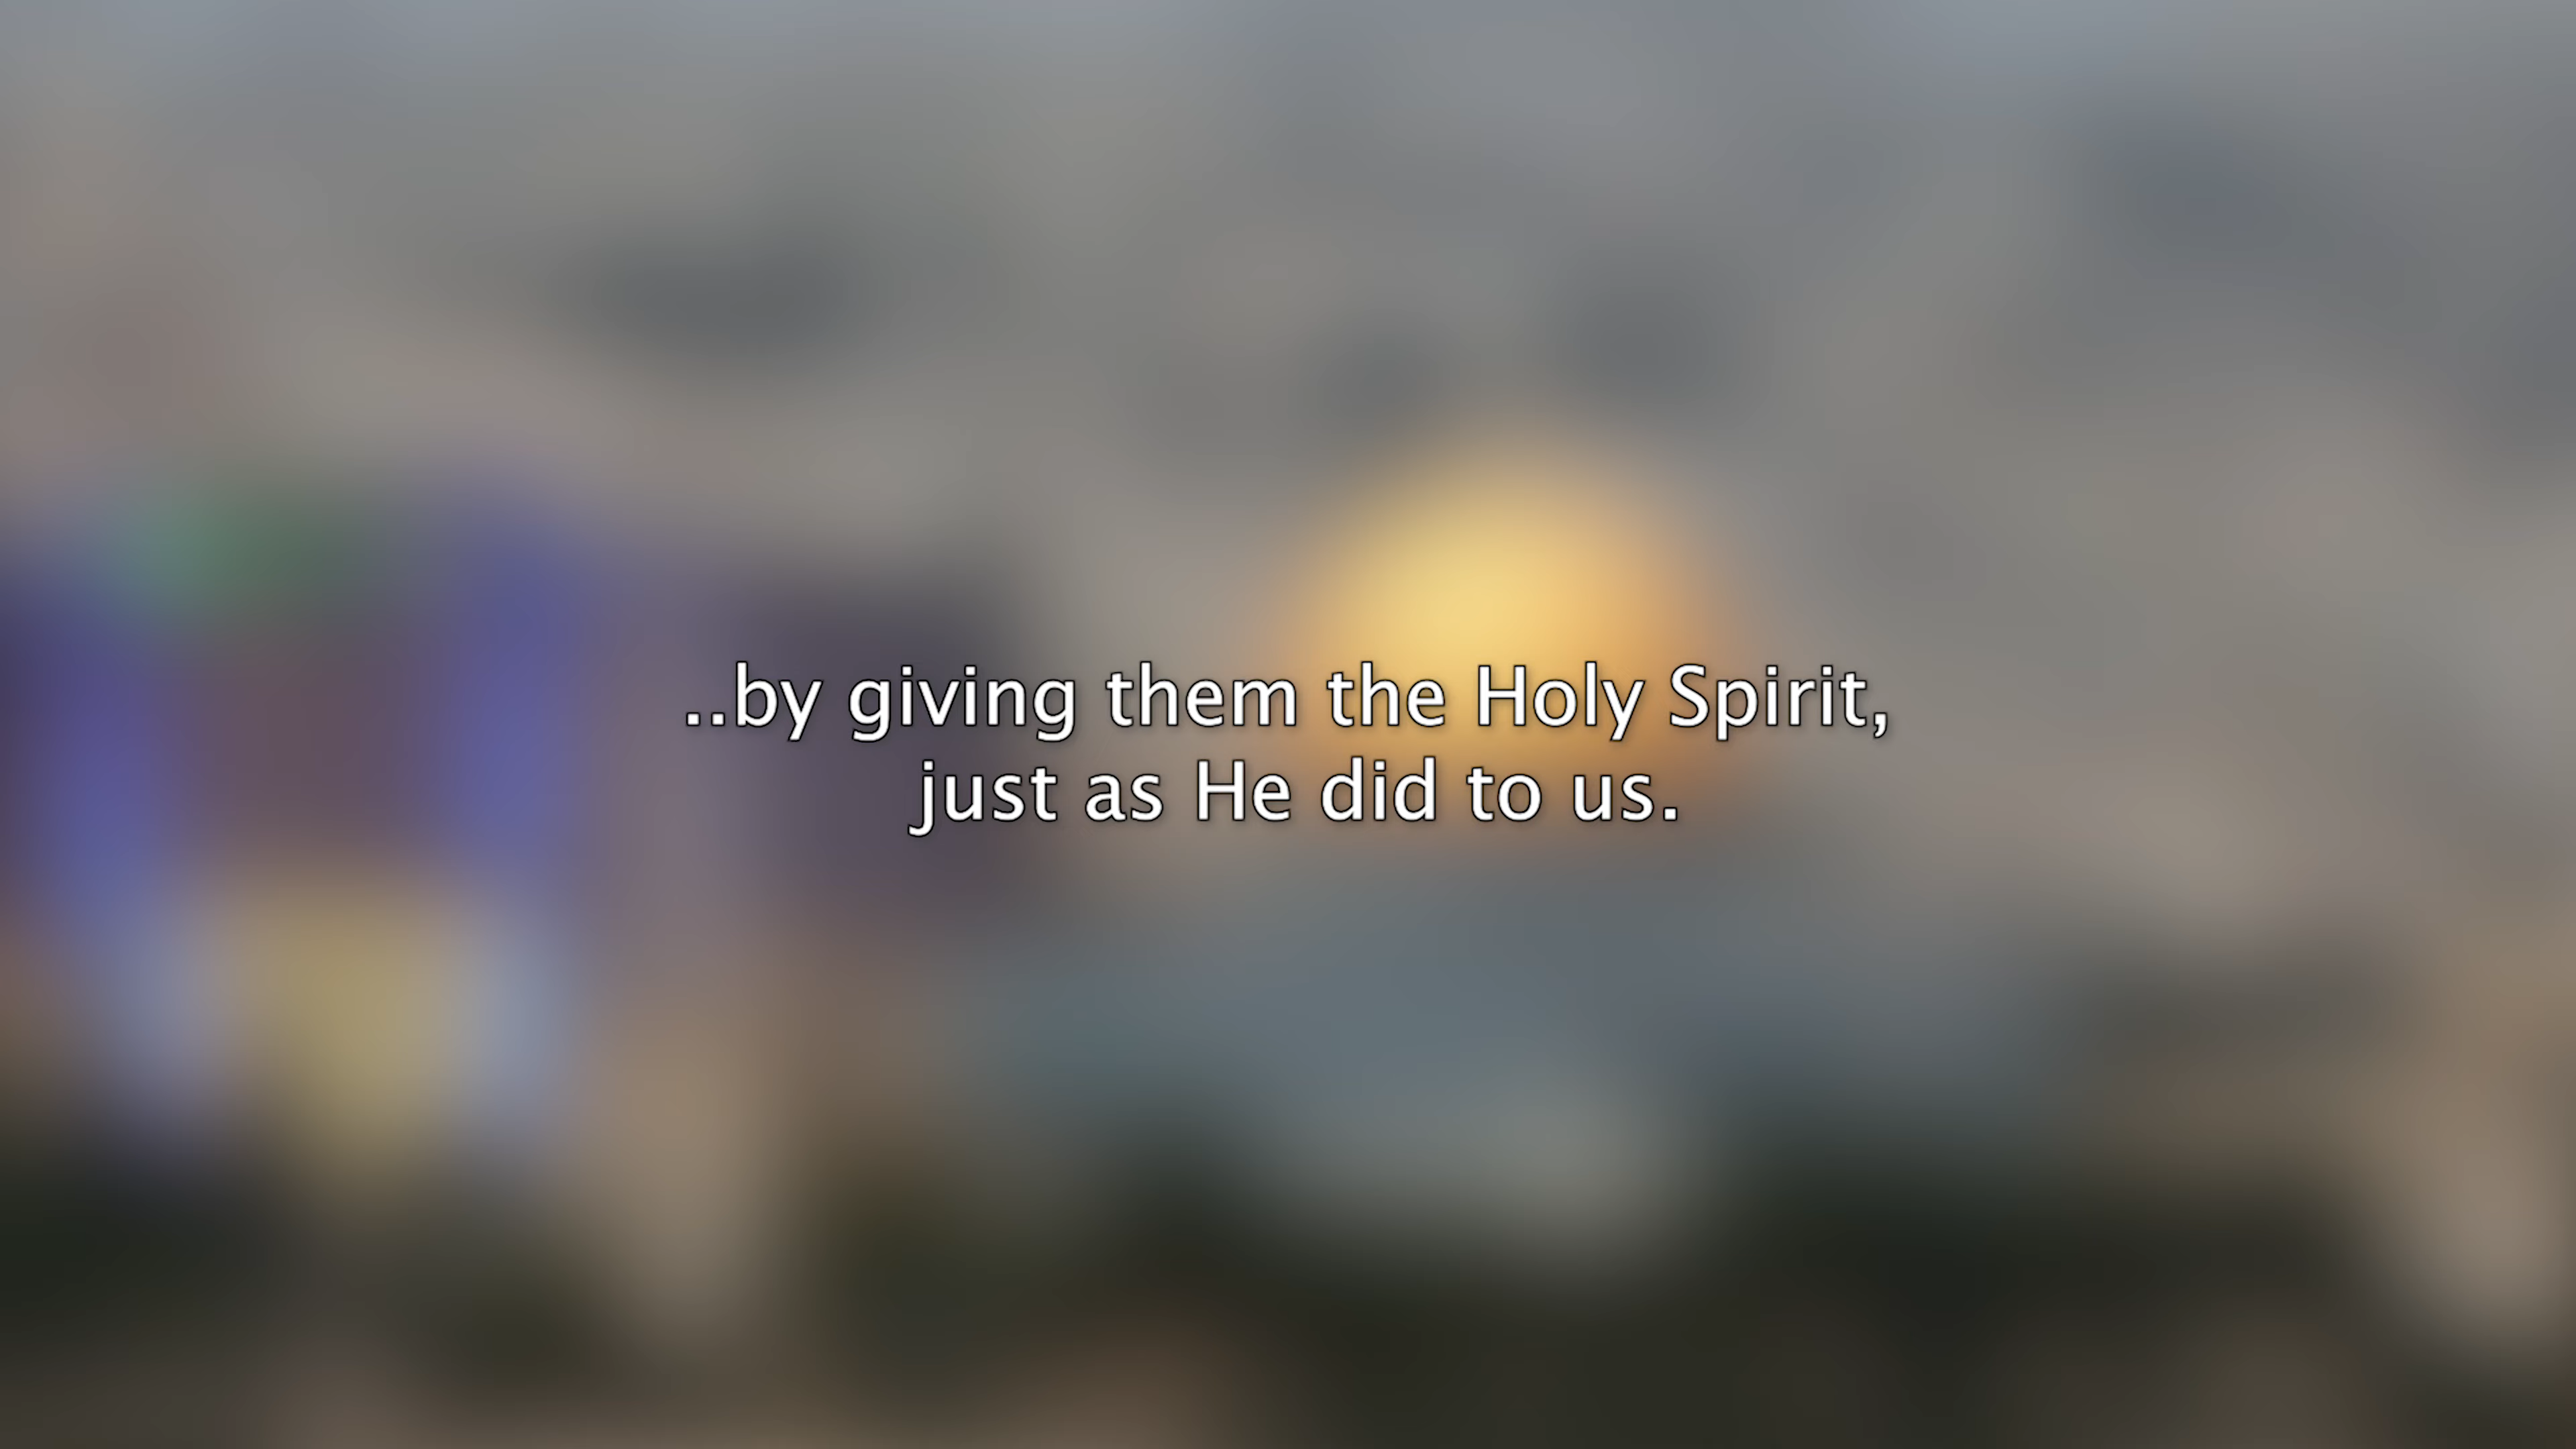 ..by giving them the Holy Spirit,
just as He did to us.